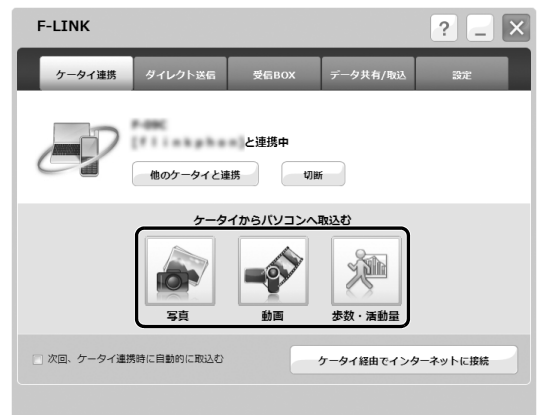 F-LINK
?
ケータイ連携 ダイレクト送信 受信BOX データ共有/取込 設定
と連携中
他のケータイと連携 切断
ケータイからパソコンへ取込む
写真 動画 歩数・活動量
次回、ケータイ連携時に自動的に取込む
ケータイ経由でインターネットに接続